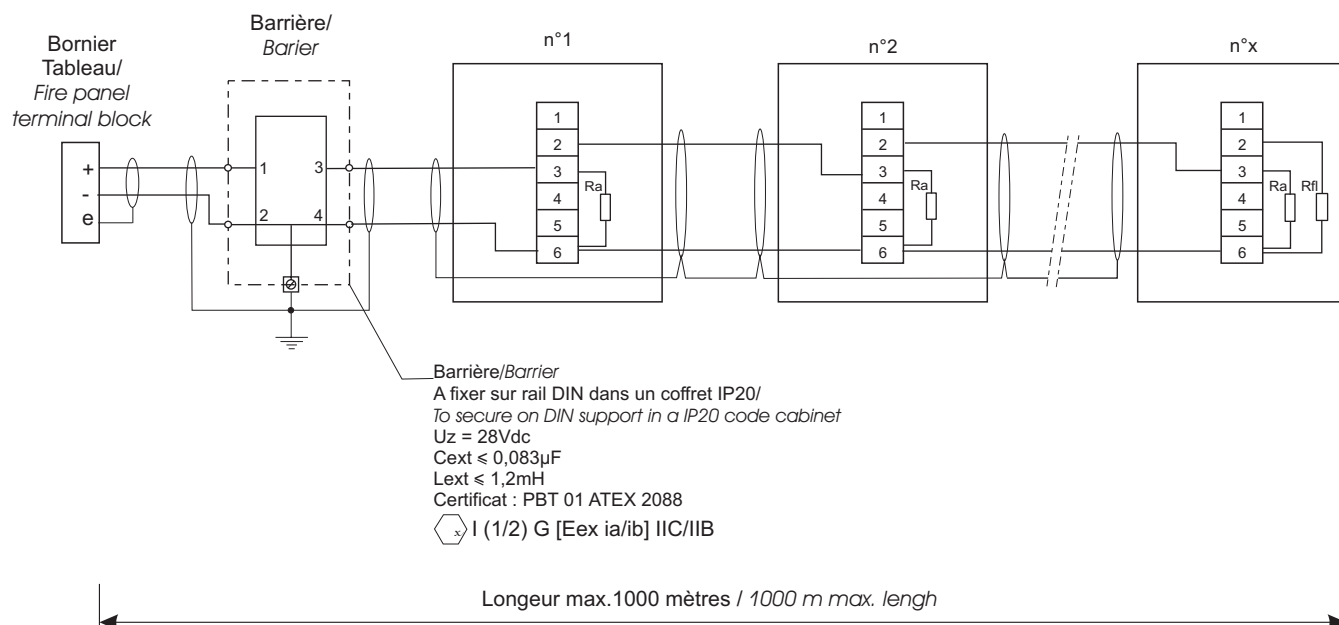 Barrière/
Barier
n°1
n°2
n°x
Bornier
Tableau/
Fire panel
terminal block
+
-
e
1
3
2
4
1
2
3
4
5
6
Ra
1
2
3
4
5
6
Ra
1
2
3
4
5
6
Ra
Rfl
Barrière/Barrier
A fixer sur rail DIN dans un coffret IP20/
To secure on DIN support in a IP20 code cabinet
Uz = 28Vdc
Cext ⩽ 0,083µF
Lext ⩽ 1,2mH
Certificat : PBT 01 ATEX 2088
x I (1/2) G [Eex ia/ib] IIC/IIB
Longeur max.1000 mètres / 1000 m max. lengh